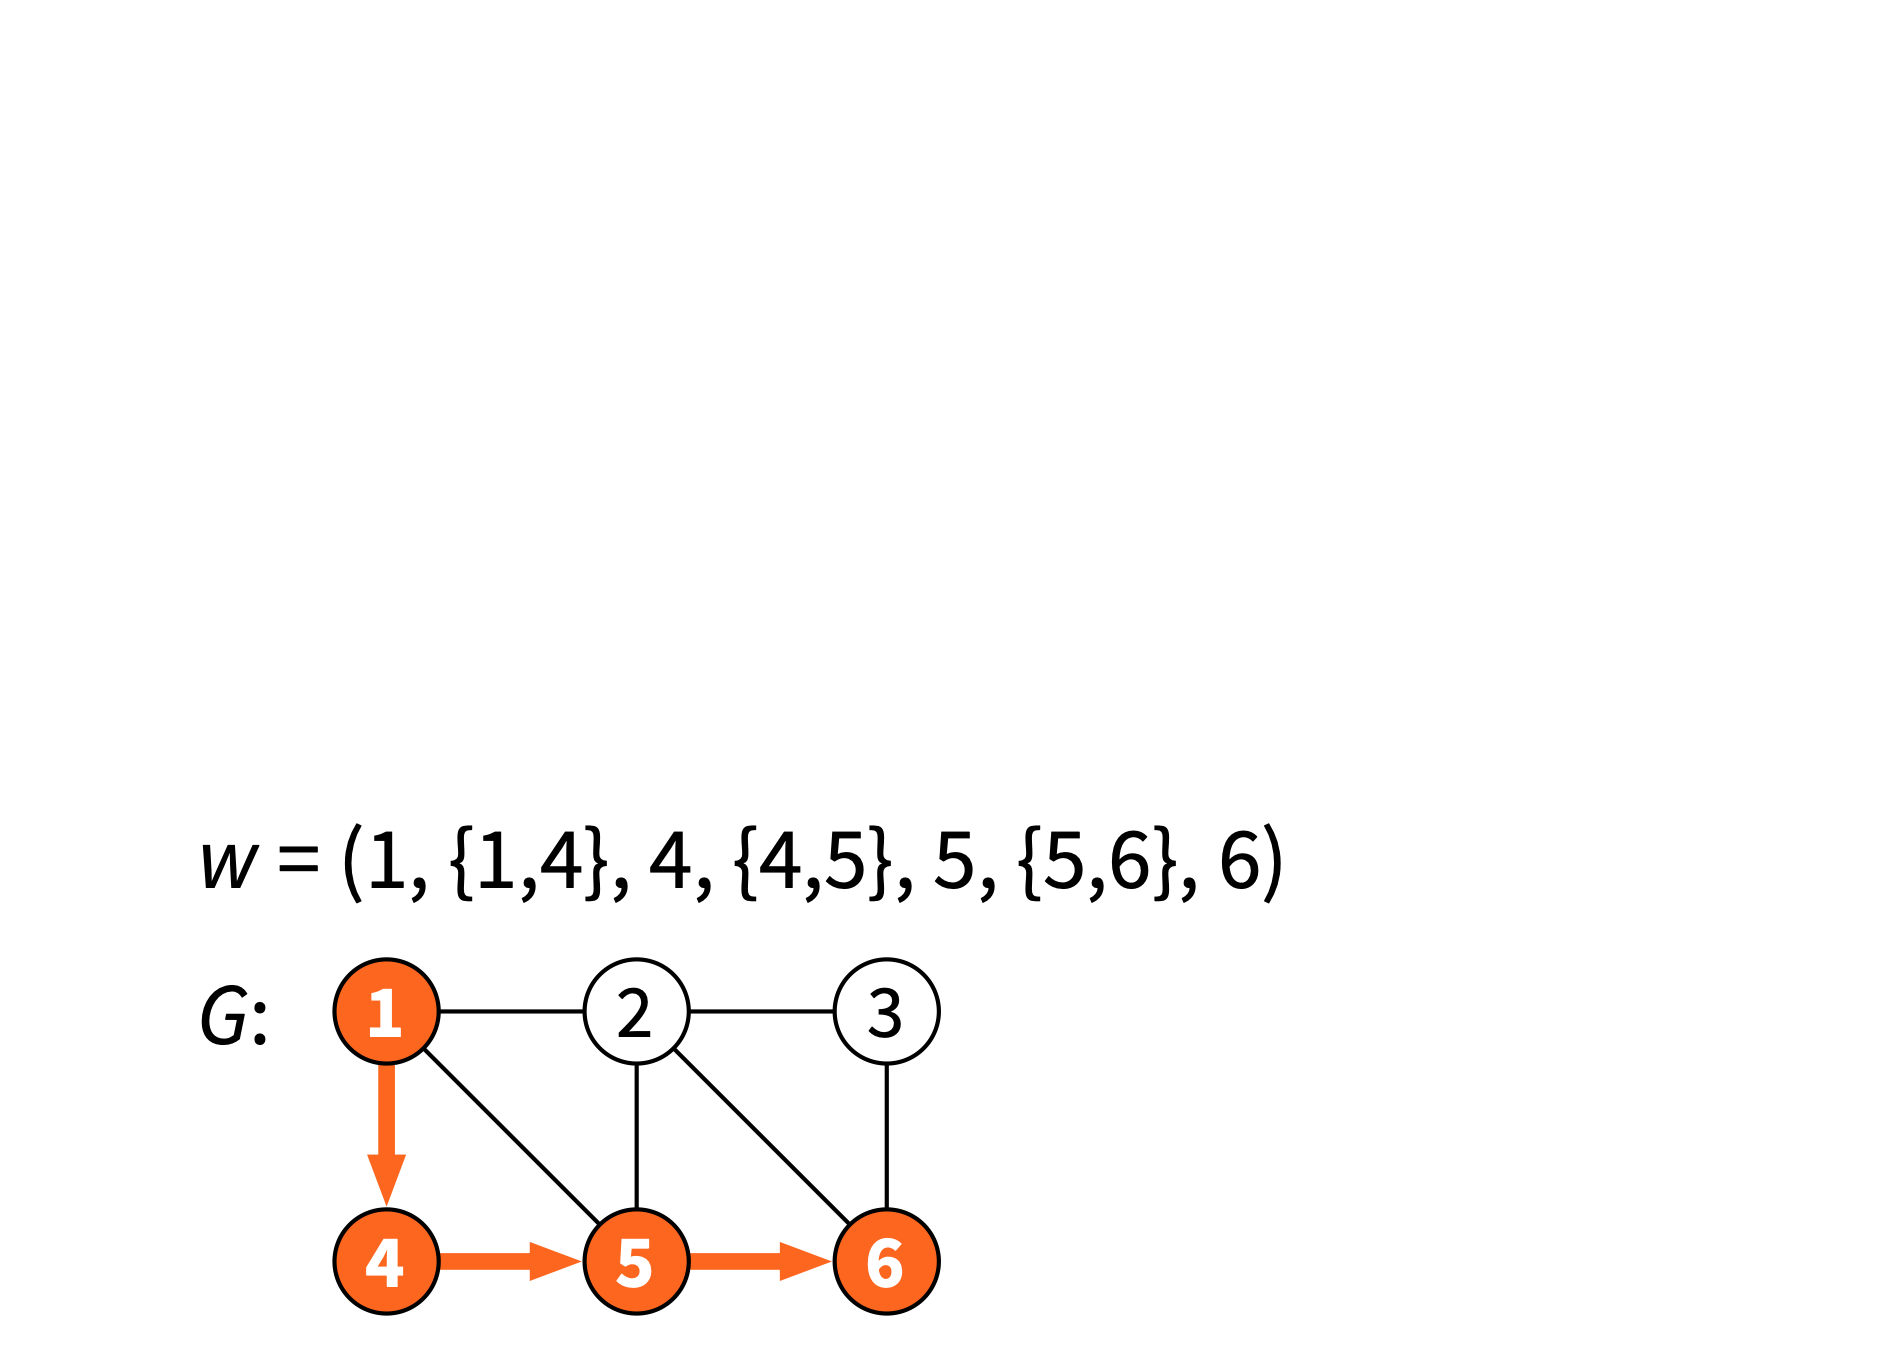 w = (1, {1,4}, 4, {4,5}, 5, {5,6}, 6)
G: 1 2 3
4 5 6